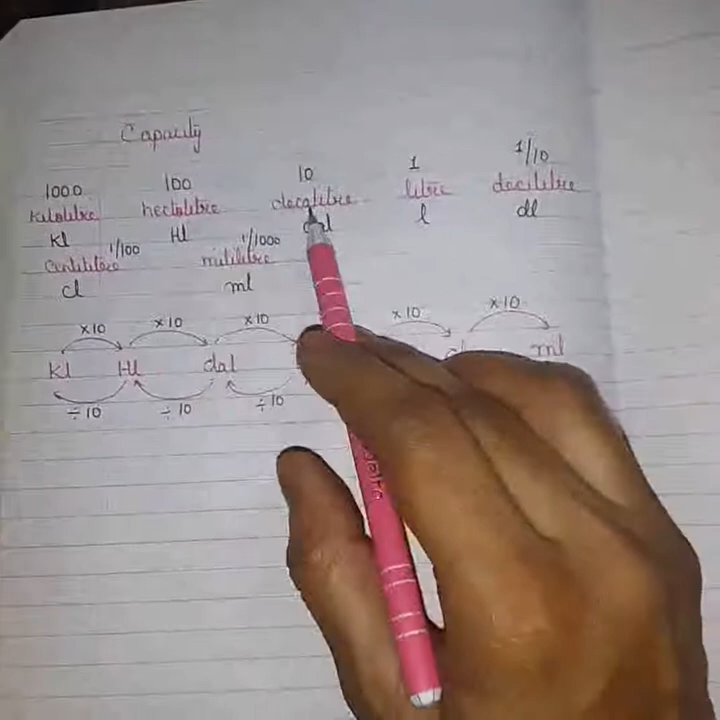 Capacity
1000 100 10 1 1/10
kilolitre hectolitre decalitre litre decilitre
Kl Hl l dl
1/100 1/1000
Centilitre millilitre
Cl ml
×10 ×10 ×10 ×10 ×10
Kl Hl dal ml
÷10 ÷10 ÷10